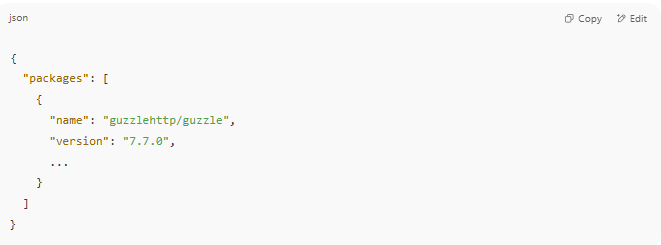 json
Copy
Edit
{
"packages": [
{
"name": "guzzlehttp/guzzle",
"version": "7.7.0",
...
}
]
}